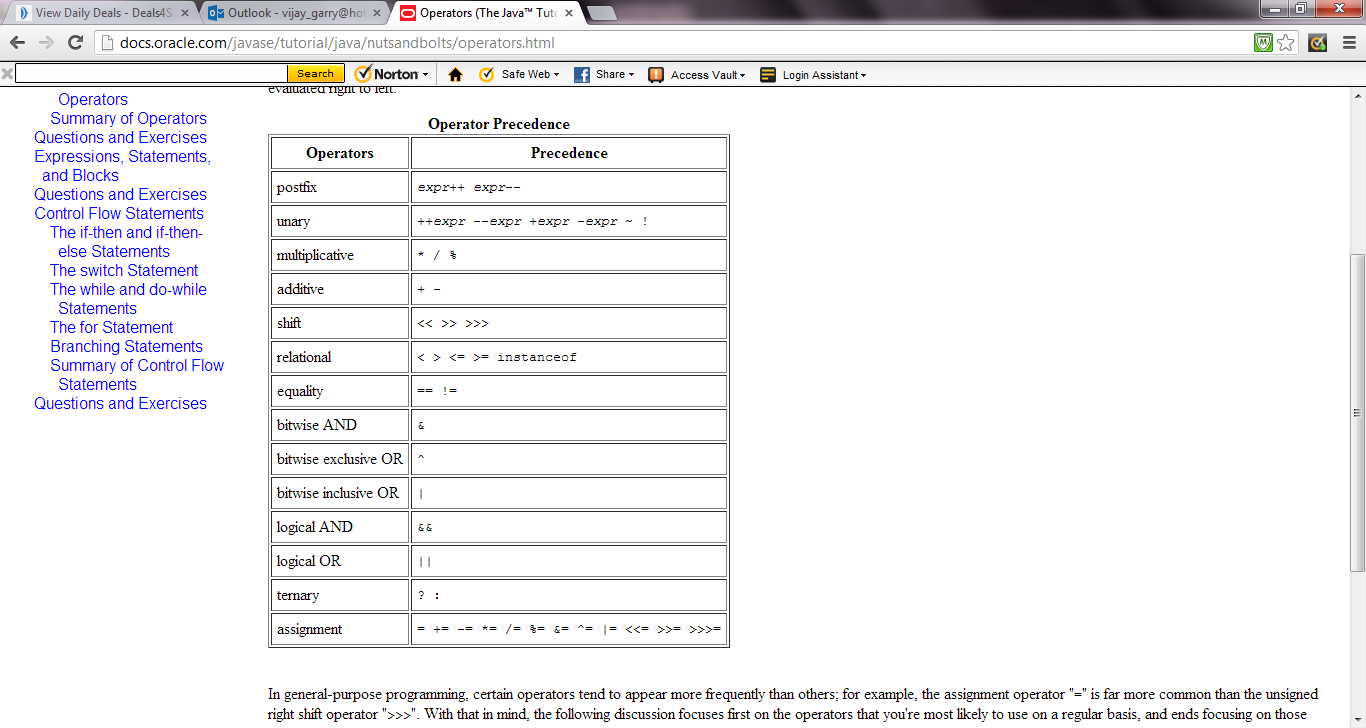 View Daily Deals - Deals4S
Outlook - vijay_garry@ho
Operators (The Java™ Tut
docs.oracle.com/javase/tutorial/java/nutsandbolts/operators.html
Search
Norton
Safe Web
Share
Access Vault
Login Assistant
evaluated right to left.
Operators
Summary of Operators
Questions and Exercises
Expressions, Statements,
and Blocks
Questions and Exercises
Control Flow Statements
The if-then and if-then-
else Statements
The switch Statement
The while and do-while
Statements
The for Statement
Branching Statements
Summary of Control Flow
Statements
Questions and Exercises
Operator Precedence
Operators Precedence
postfix expr++ expr--
unary ++expr --expr +expr -expr ~ !
multiplicative * / %
additive + -
shift << >> >>>
relational < > <= >= instanceof
equality == !=
bitwise AND &
bitwise exclusive OR ^
bitwise inclusive OR |
logical AND &&
logical OR ||
ternary ? :
assignment = += -= *= /= %= &= ^= |= <<= >>= >>>=
In general-purpose programming, certain operators tend to appear more frequently than others; for example, the assignment operator "=" is far more common than the unsigned
right shift operator ">>>". With that in mind, the following discussion focuses first on the operators that you're most likely to use on a regular basis, and ends focusing on those